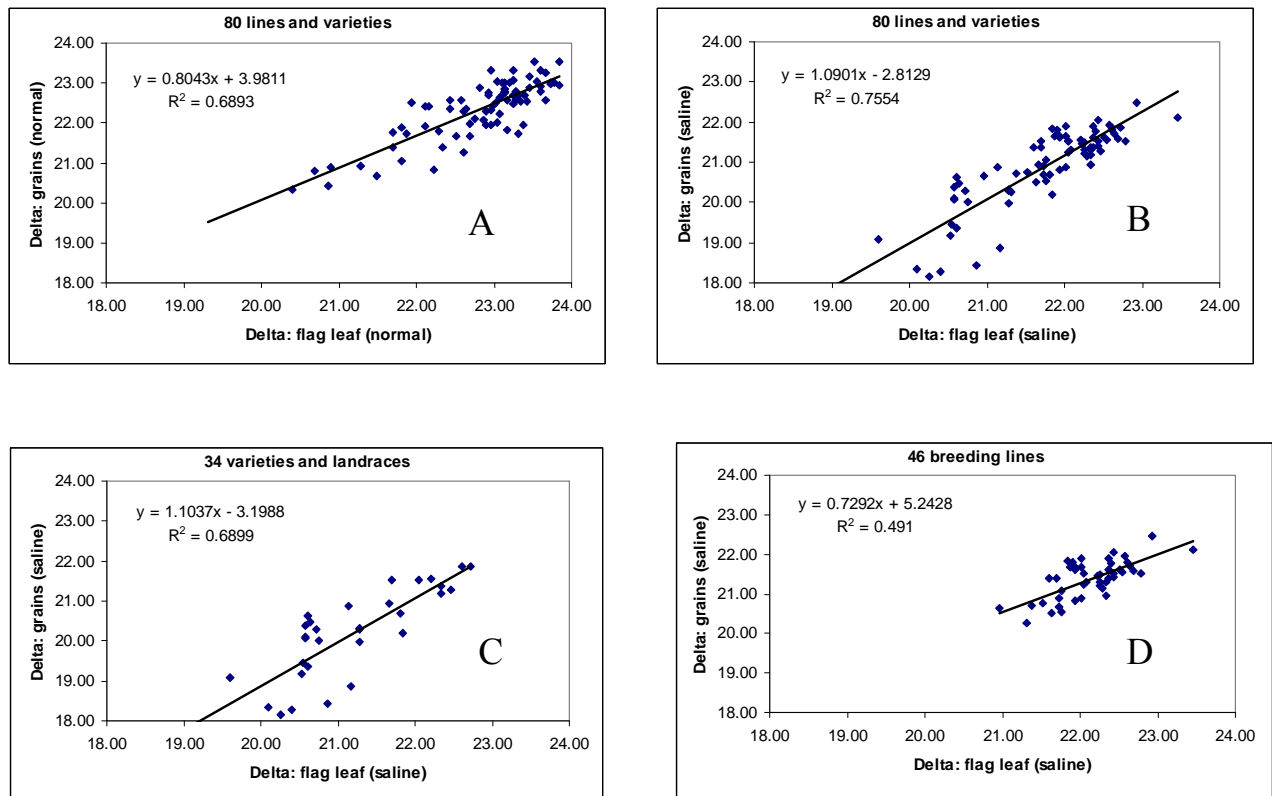 80 lines and varieties
y = 0.8043x + 3.9811
R² = 0.6893
24.00
23.00
22.00
21.00
20.00
19.00
18.00
Delta: grains (normal)
A
18.00 19.00 20.00 21.00 22.00 23.00 24.00
Delta: flag leaf (normal)
80 lines and varieties
y = 1.0901x - 2.8129
R² = 0.7554
24.00
23.00
22.00
21.00
20.00
19.00
18.00
Delta: grains (saline)
B
18.00 19.00 20.00 21.00 22.00 23.00 24.00
Delta: flag leaf (saline)
34 varieties and landraces
y = 1.1037x - 3.1988
R² = 0.6899
24.00
23.00
22.00
21.00
20.00
19.00
18.00
Delta: grains (saline)
C
18.00 19.00 20.00 21.00 22.00 23.00 24.00
Delta: flag leaf (saline)
46 breeding lines
y = 0.7292x + 5.2428
R² = 0.491
24.00
23.00
22.00
21.00
20.00
19.00
18.00
Delta: grains (saline)
D
18.00 19.00 20.00 21.00 22.00 23.00 24.00
Delta: flag leaf (saline)